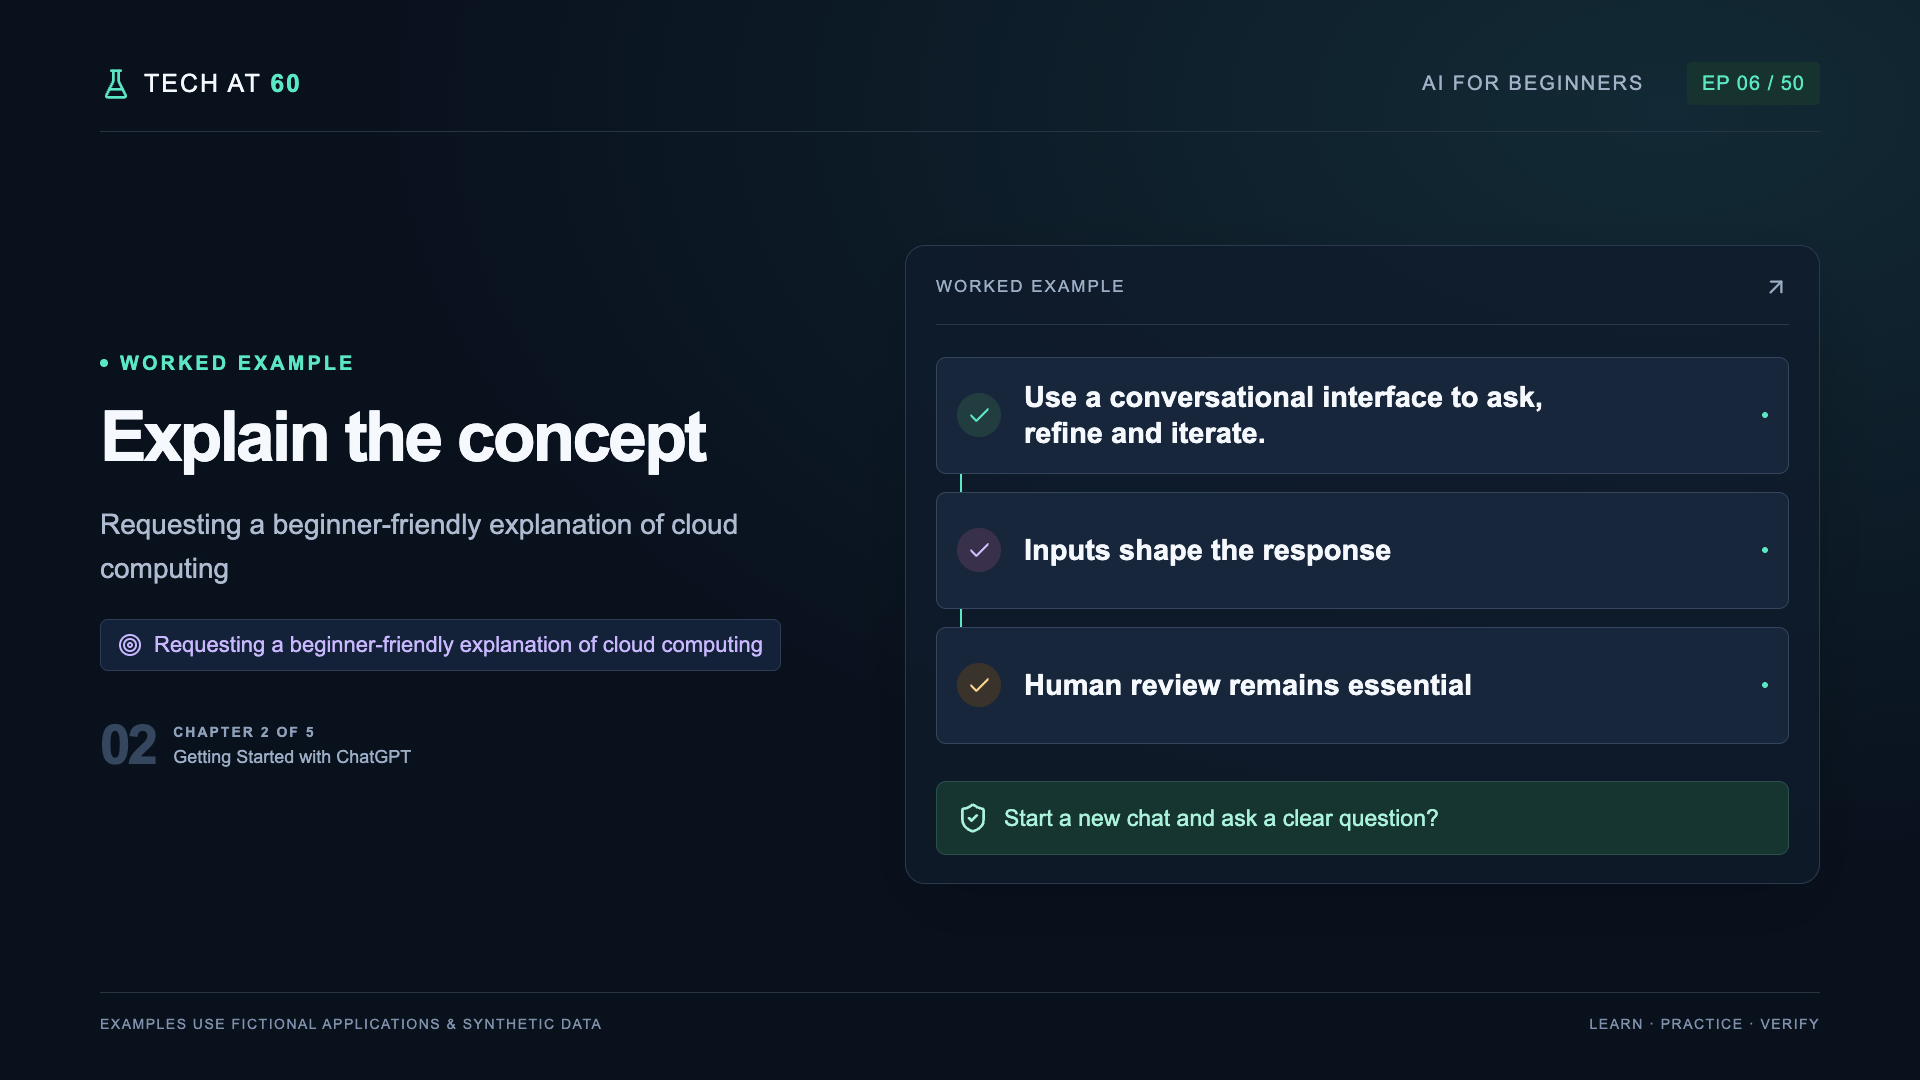 TECH AT 60
AI FOR BEGINNERS
EP 06 / 50
WORKED EXAMPLE
Explain the concept
Requesting a beginner-friendly explanation of cloud
computing
Requesting a beginner-friendly explanation of cloud computing
02
CHAPTER 2 OF 5
Getting Started with ChatGPT
WORKED EXAMPLE
Use a conversational interface to ask,
refine and iterate.
Inputs shape the response
Human review remains essential
Start a new chat and ask a clear question?
EXAMPLES USE FICTIONAL APPLICATIONS & SYNTHETIC DATA
LEARN · PRACTICE · VERIFY